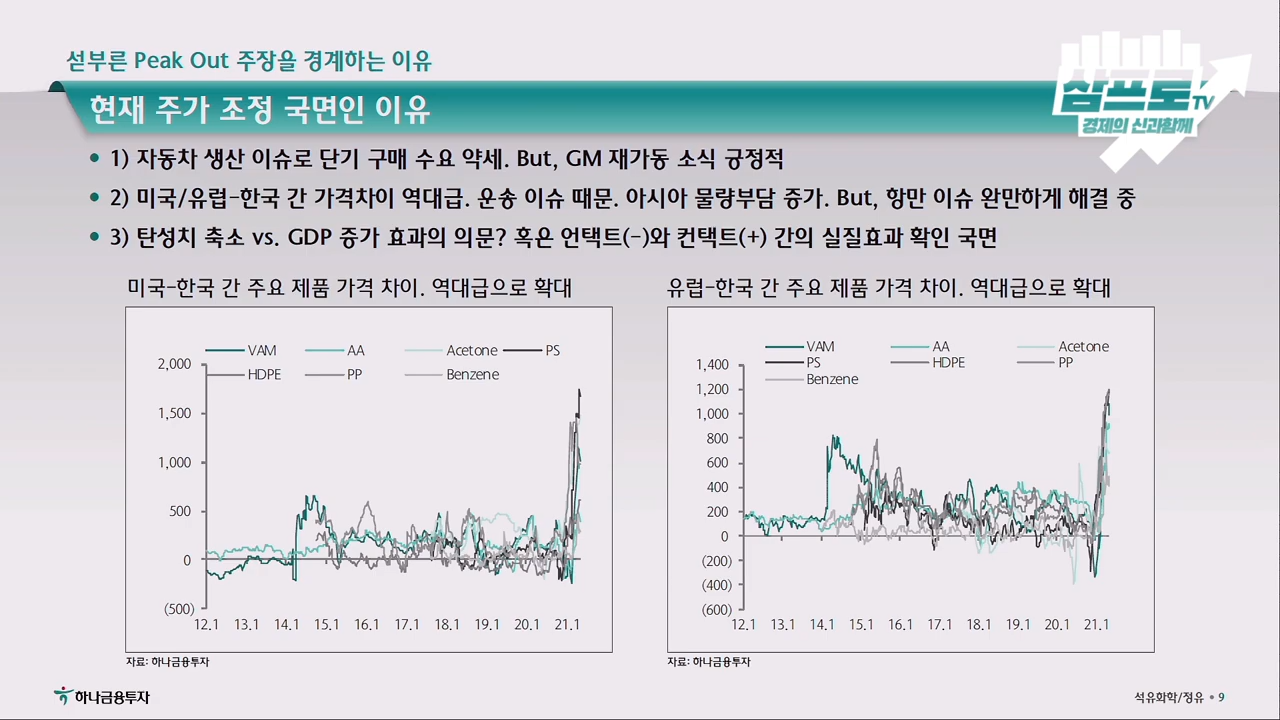 섣부른 Peak Out 주장을 경계하는 이유
삼프로TV
경제의 신과함께
현재 주가 조정 국면인 이유
• 1) 자동차 생산 이슈로 단기 구매 수요 약세. But, GM 재가동 소식 긍정적
• 2) 미국/유럽-한국 간 가격차이 역대급. 운송 이슈 때문. 아시아 물량부담 증가. But, 항만 이슈 완만하게 해결 중
• 3) 탄성치 축소 vs. GDP 증가 효과의 의문? 혹은 언택트(-)와 컨택트(+) 간의 실질효과 확인 국면
미국-한국 간 주요 제품 가격 차이. 역대급으로 확대
VAM AA Acetone PS
HDPE PP Benzene
2,000
1,500
1,000
500
0
(500)
12.1 13.1 14.1 15.1 16.1 17.1 18.1 19.1 20.1 21.1
자료: 하나금융투자
유럽-한국 간 주요 제품 가격 차이. 역대급으로 확대
VAM AA Acetone
PS HDPE PP
Benzene
1,400
1,200
1,000
800
600
400
200
0
(200)
(400)
(600)
12.1 13.1 14.1 15.1 16.1 17.1 18.1 19.1 20.1 21.1
자료: 하나금융투자
하나금융투자
석유화학/정유 • 9